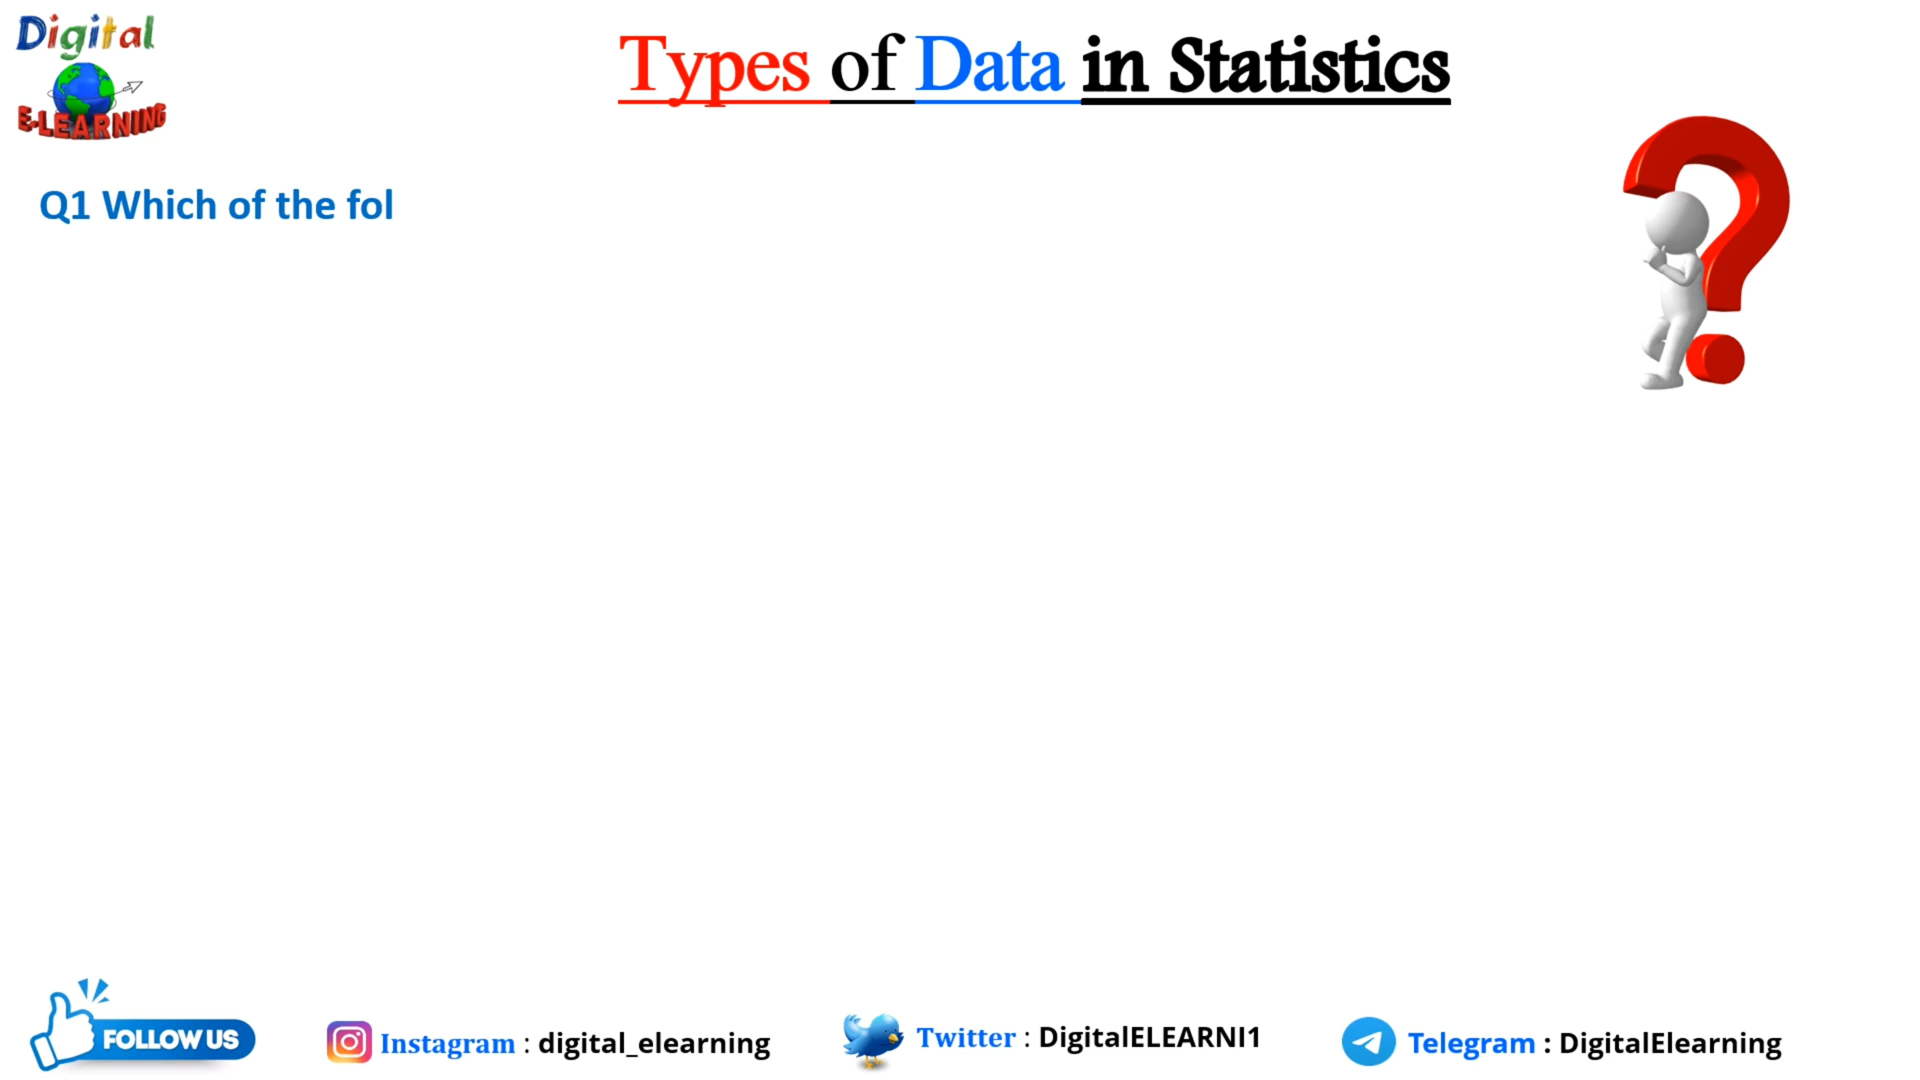 Digital
E-LEARNING
Types of Data in Statistics
Q1 Which of the fol
FOLLOW US
Instagram : digital_elearning
Twitter : DigitalELEARNI1
Telegram : DigitalElearning